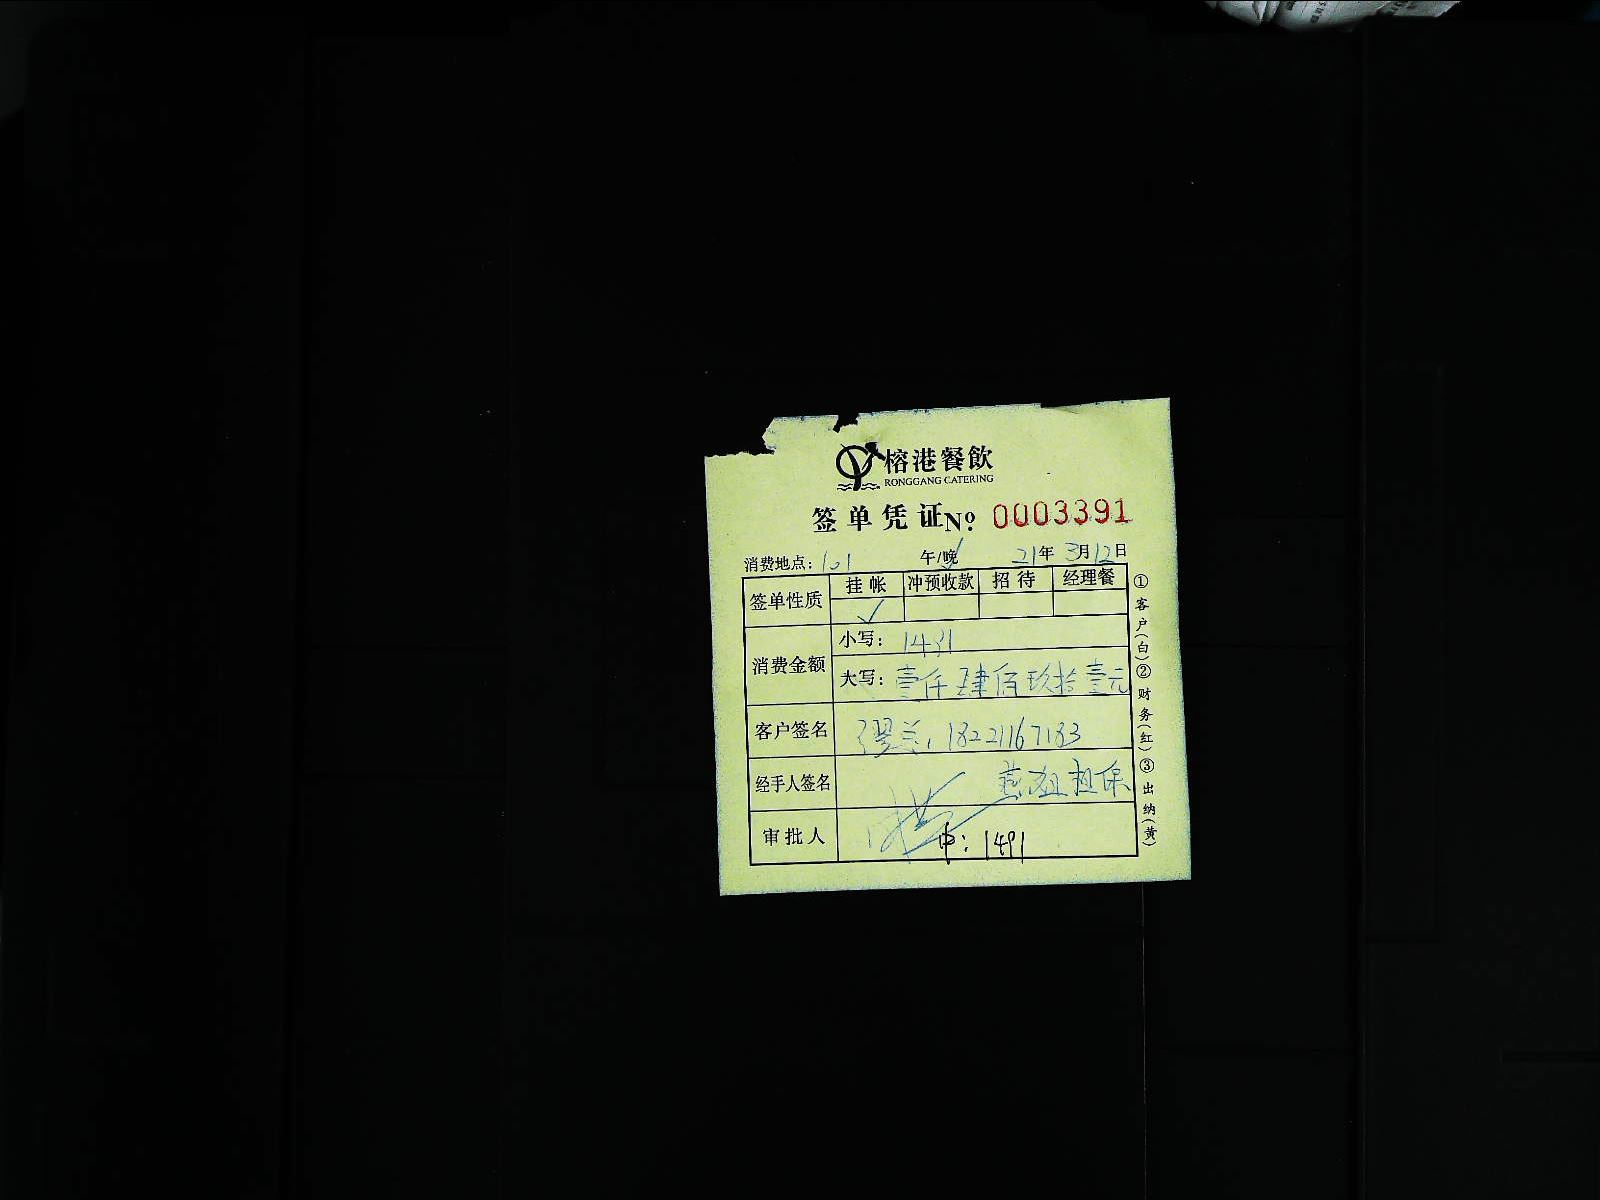 榕港餐飲
RONGGANG CATERING
签单凭证 Nº 0003391
消费地点：101 午/晚✓ 21年3月12日
签单性质 挂帐 冲预收款 招待 经理餐
✓
消费金额 小写：1491
大写：壹仟肆佰玖拾壹元
客户签名 18221167183
经手人签名 担保
审批人 中：1491
①客户(白)②财务(红)③出纳(黄)